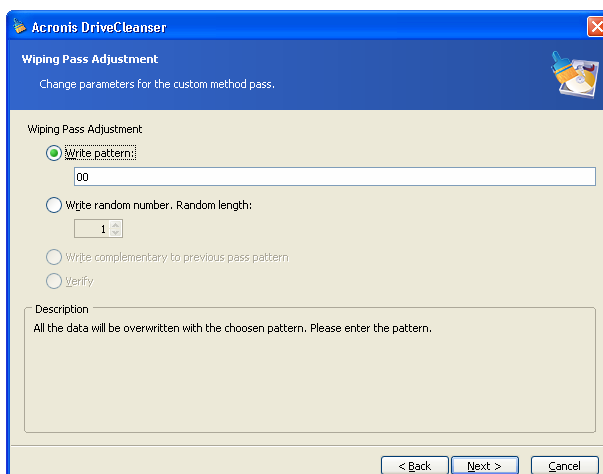 Acronis DriveCleanser
Wiping Pass Adjustment
Change parameters for the custom method pass.
Wiping Pass Adjustment
Write pattern:
00
Write random number. Random length:
1
Write complementary to previous pass pattern
Verify
Description
All the data will be overwritten with the choosen pattern. Please enter the pattern.
< Back Next > Cancel